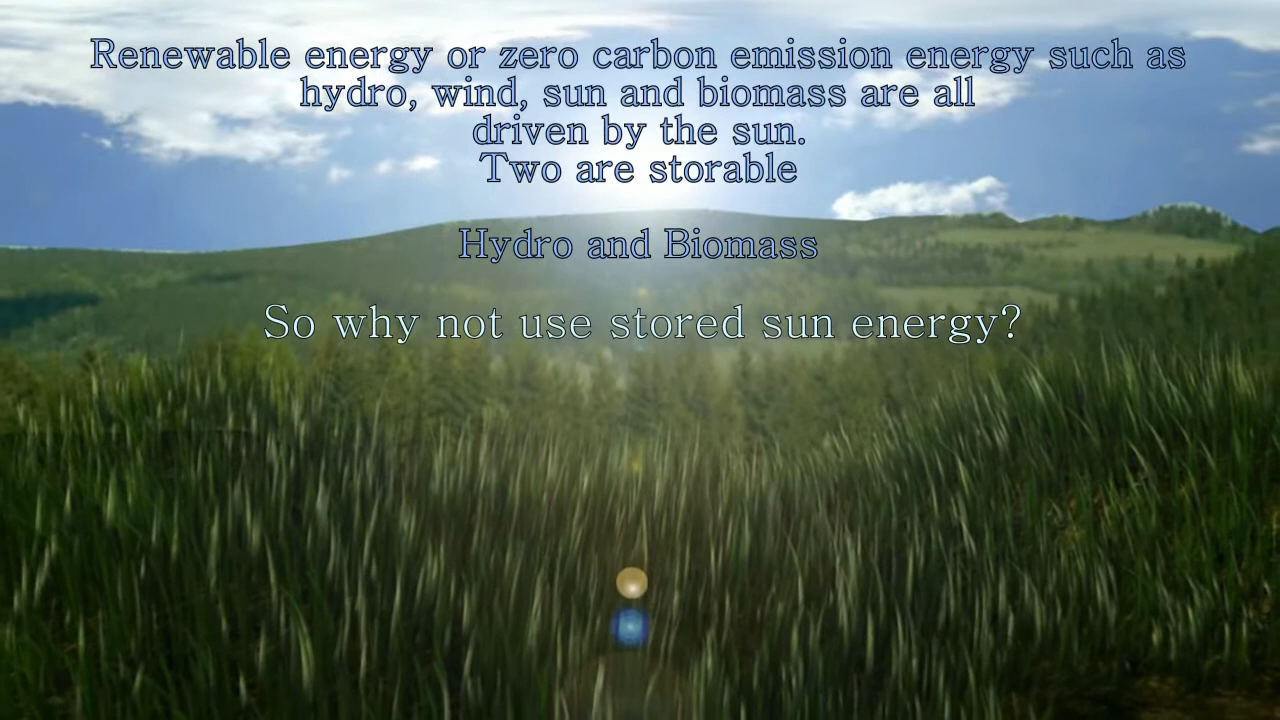 Renewable energy or zero carbon emission energy such as
hydro, wind, sun and biomass are all
driven by the sun.
Two are storable
Hydro and Biomass
So why not use stored sun energy?